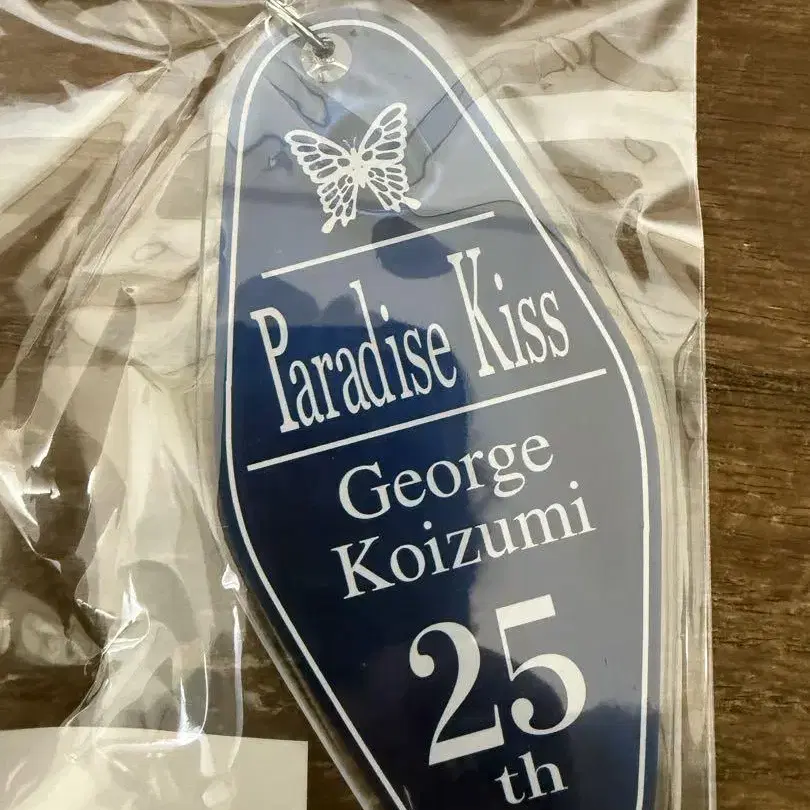 Paradise Kiss
George
Koizumi
25
th